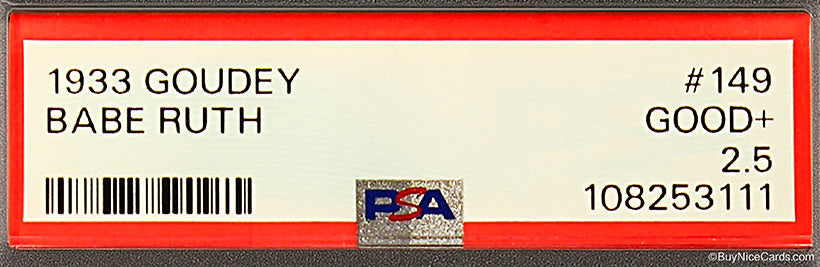 1933 GOUDEY #149
BABE RUTH GOOD+
2.5
PSA 108253111
©BuyNiceCards.com